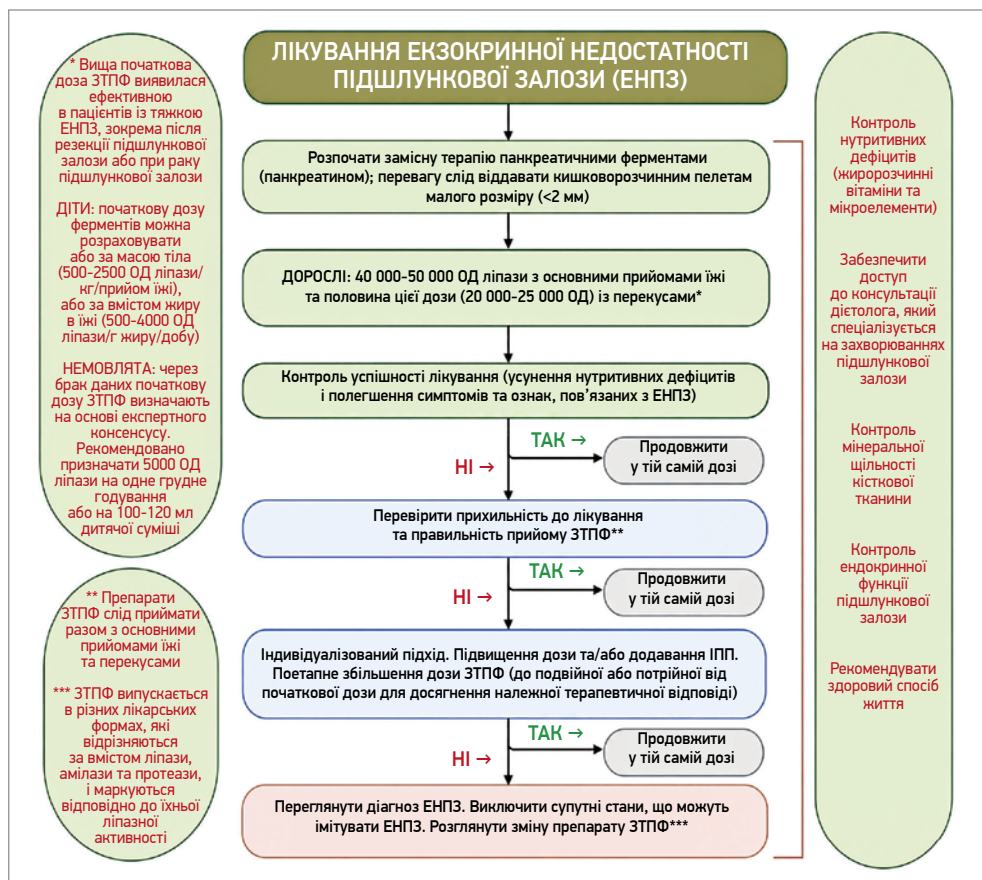 ЛІКУВАННЯ ЕКЗОКРИННОЇ НЕДОСТАТНОСТІ
ПІДШЛУНКОВОЇ ЗАЛОЗИ (ЕНПЗ)
* Вища початкова
доза ЗТПФ виявилася
ефективною
в пацієнтів із тяжкою
ЕНПЗ, зокрема після
резекції підшлункової
залози або при раку
підшлункової залози
ДІТИ: початкову дозу
ферментів можна
розраховувати
або за масою тіла
(500-2500 ОД ліпази/
кг/прийом їжі),
або за вмістом жиру
в їжі (500-4000 ОД
ліпази/г жиру/добу)
НЕМОВЛЯТА: через
брак даних початкову
дозу ЗТПФ визначають
на основі експертного
консенсусу.
Рекомендовано
призначати 5000 ОД
ліпази на одне грудне
годування
або на 100-120 мл
дитячої суміші
** Препарати
ЗТПФ слід приймати
разом з основними
прийомами їжі
та перекусами
*** ЗТПФ випускається
в різних лікарських
формах, які
відрізняються
за вмістом ліпази,
амілази та протеази,
і маркуються
відповідно до їхньої
ліпазної
активності
Розпочати замісну терапію панкреатичними ферментами
(панкреатином); перевагу слід віддавати кишковорозчинним пелетам
малого розміру (<2 мм)
ДОРОСЛІ: 40 000-50 000 ОД ліпази з основними прийомами їжі
та половина цієї дози (20 000-25 000 ОД) із перекусами*
Контроль успішності лікування (усунення нутритивних дефіцитів
і полегшення симптомів та ознак, пов’язаних з ЕНПЗ)
ТАК →
НІ →
Продовжити
у тій самій дозі
Перевірити прихильність до лікування
та правильність прийому ЗТПФ**
ТАК →
НІ →
Продовжити
у тій самій дозі
Індивідуалізований підхід. Підвищення дози та/або додавання ІПП.
Поетапне збільшення дози ЗТПФ (до подвійної або потрійної від
початкової дози для досягнення належної терапевтичної відповіді)
ТАК →
НІ →
Продовжити
у тій самій дозі
Переглянути діагноз ЕНПЗ. Виключити супутні стани, що можуть
імітувати ЕНПЗ. Розглянути зміну препарату ЗТПФ***
Контроль
нутритивних
дефіцитів
(жиророзчинні
вітаміни та
мікроелементи)
Забезпечити
доступ
до консультації
дієтолога, який
спеціалізується
на захворюваннях
підшлункової
залози
Контроль
мінеральної
щільності
кісткової
тканини
Контроль
ендокринної
функції
підшлункової
залози
Рекомендувати
здоровий спосіб
життя